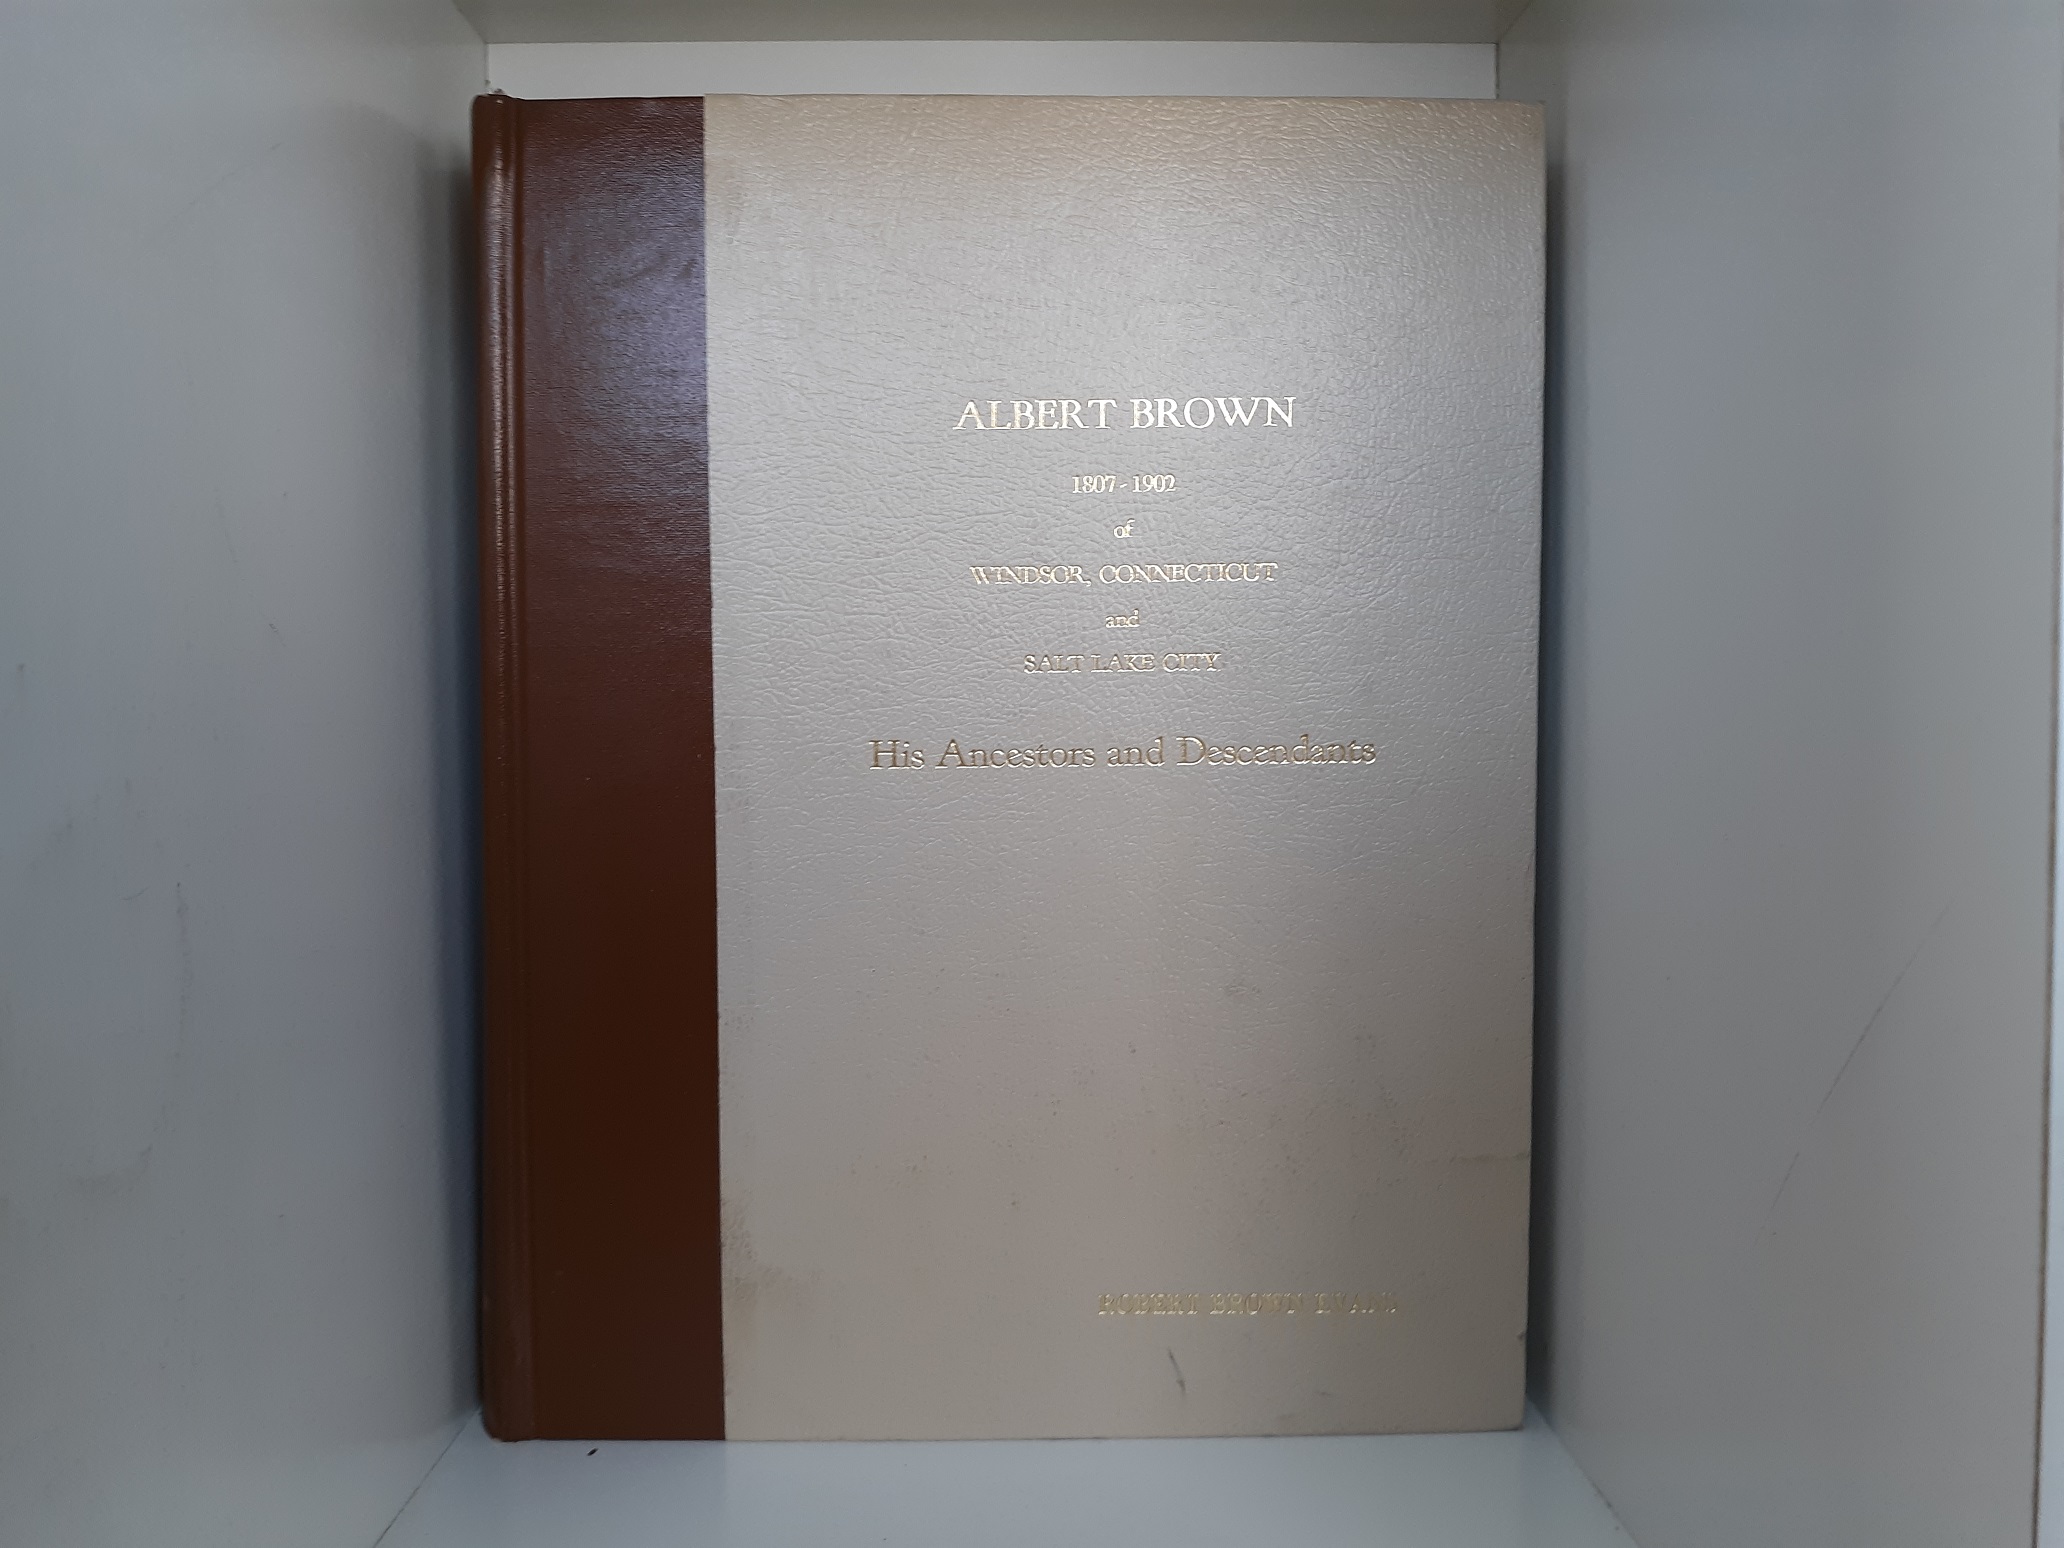 ALBERT BROWN
1807-1902
of
WINDSOR, CONNECTICUT
and
SALT LAKE CITY
His Ancestors and Descendants
ROBERT BROWN EVANS